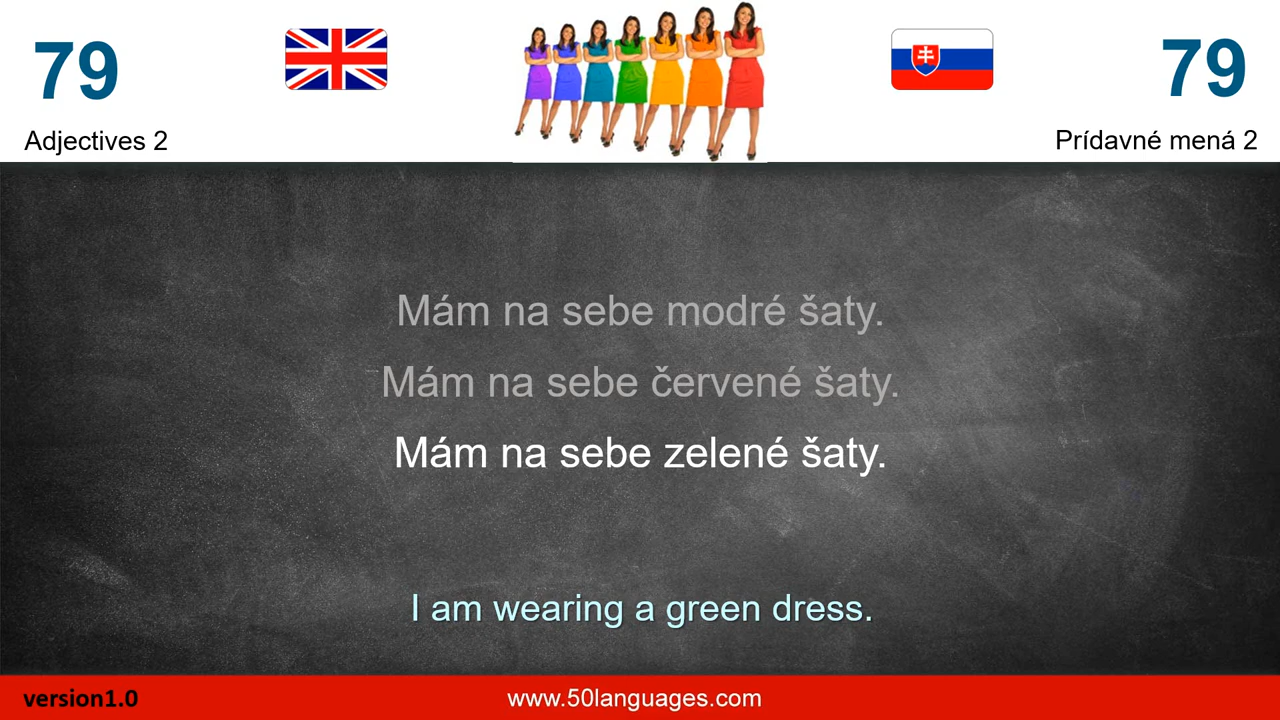 79
79
Adjectives 2
Prídavné mená 2
Mám na sebe modré šaty.
Mám na sebe červené šaty.
Mám na sebe zelené šaty.
I am wearing a green dress.
version1.0
www.50languages.com